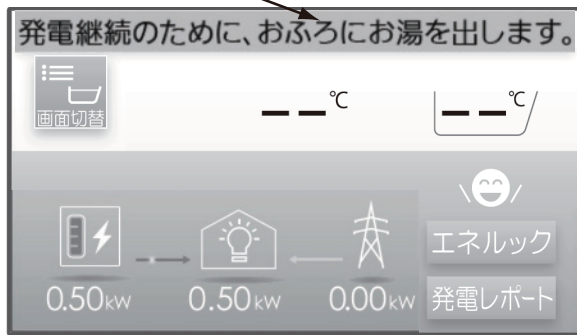 発電継続のために、おふろにお湯を出します。
画面切替
--℃
--℃
エネルック
0.50kW
0.50kW
0.00kW
発電レポート